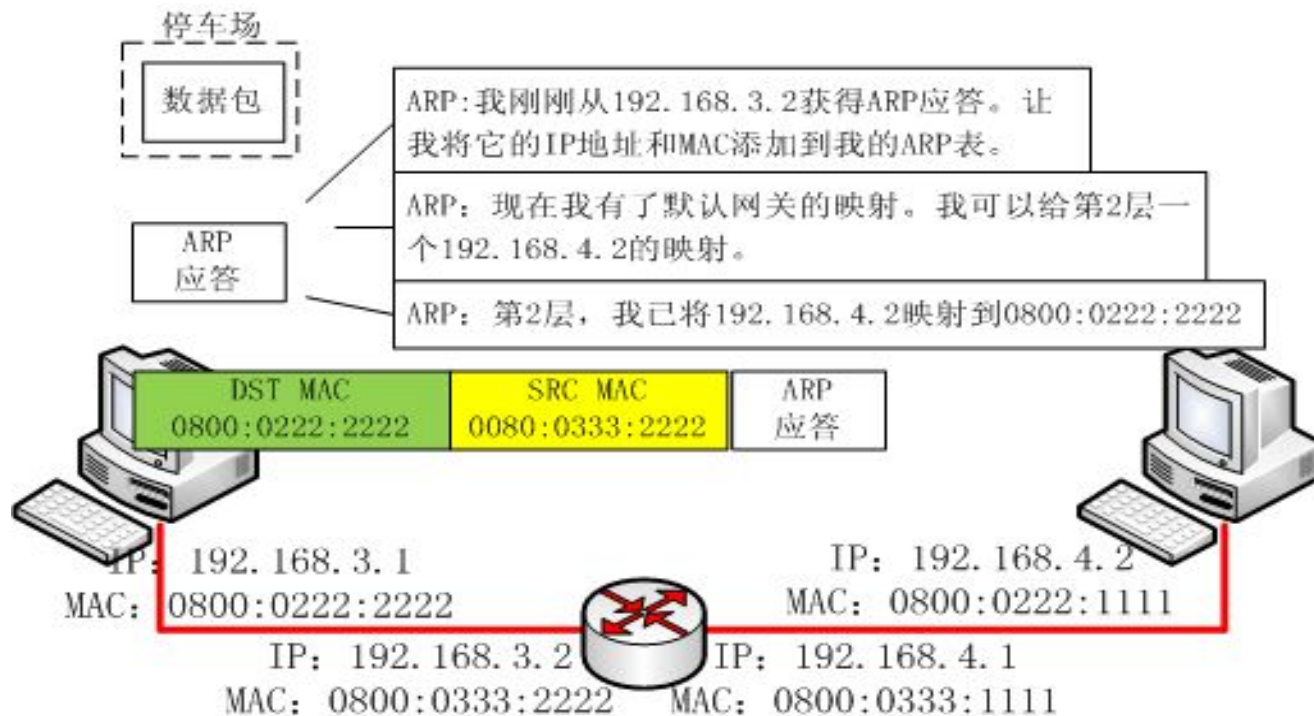 停车场
数据包
ARP:我刚刚从192.168.3.2获得ARP应答。让
我将它的IP地址和MAC添加到我的ARP表。
ARP：现在我有了默认网关的映射。我可以给第2层一
个192.168.4.2的映射。
ARP
应答
ARP：第2层，我已将192.168.4.2映射到0800:0222:2222
DST MAC
0800:0222:2222
SRC MAC
0080:0333:2222
ARP
应答
IP：192.168.3.1
MAC：0800:0222:2222
IP：192.168.4.2
MAC：0800:0222:1111
IP：192.168.3.2
MAC：0800:0333:2222
IP：192.168.4.1
MAC：0800:0333:1111